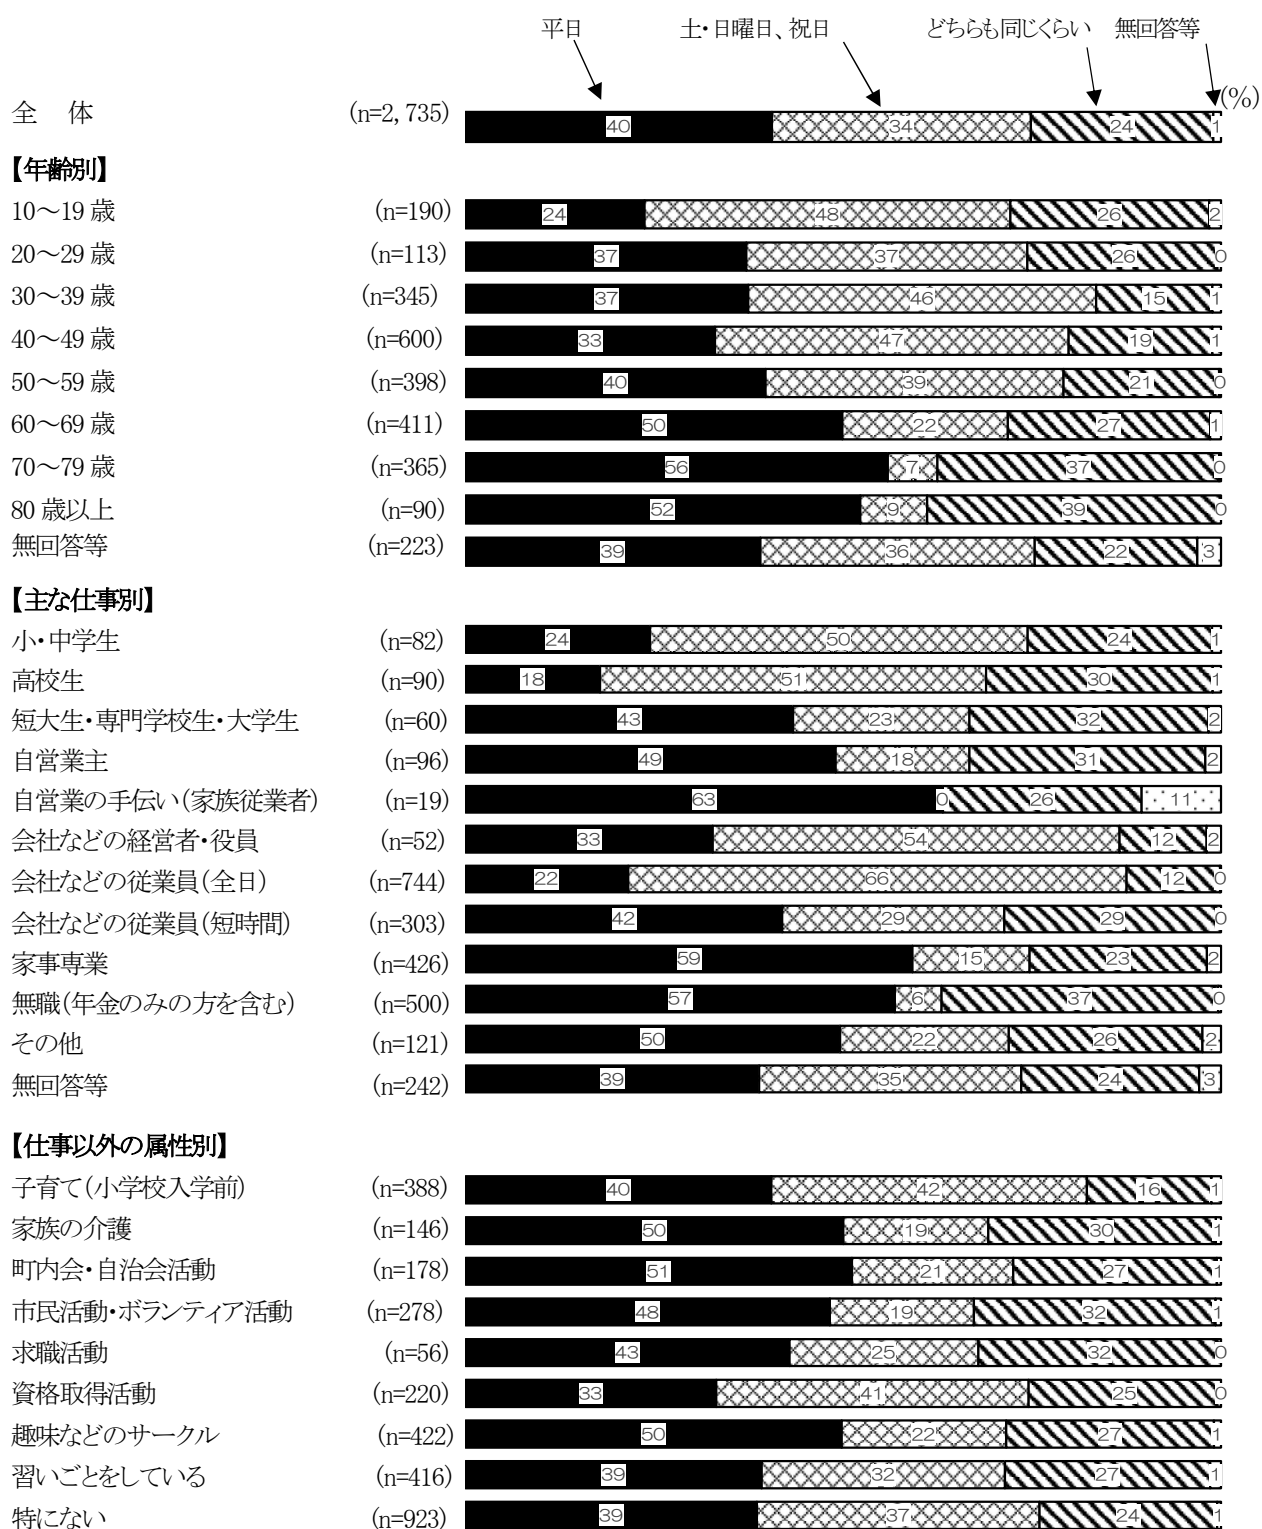 平日 土・日曜日、祝日 どちらも同じくらい 無回答等
(%)
全 体 (n=2,735) 40 34 24 1
【年齢別】
10～19 歳 (n=190) 24 48 26 2
20～29 歳 (n=113) 37 37 26 0
30～39 歳 (n=345) 37 46 15 1
40～49 歳 (n=600) 33 47 19 1
50～59 歳 (n=398) 40 39 21 0
60～69 歳 (n=411) 50 22 27 1
70～79 歳 (n=365) 56 7 37 0
80 歳以上 (n=90) 52 9 39 0
無回答等 (n=223) 39 36 22 3
【主な仕事別】
小・中学生 (n=82) 24 50 24 1
高校生 (n=90) 18 51 30 1
短大生・専門学校生・大学生 (n=60) 43 23 32 2
自営業主 (n=96) 49 18 31 2
自営業の手伝い(家族従業者) (n=19) 63 0 26 11
会社などの経営者・役員 (n=52) 33 54 12 2
会社などの従業員(全日) (n=744) 22 66 12 0
会社などの従業員(短時間) (n=303) 42 29 29 0
家事専業 (n=426) 59 15 23 2
無職(年金のみの方を含む) (n=500) 57 6 37 0
その他 (n=121) 50 22 26 2
無回答等 (n=242) 39 35 24 3
【仕事以外の属性別】
子育て(小学校入学前) (n=388) 40 42 16 1
家族の介護 (n=146) 50 19 30 1
町内会・自治会活動 (n=178) 51 21 27 1
市民活動・ボランティア活動 (n=278) 48 19 32 1
求職活動 (n=56) 43 25 32 0
資格取得活動 (n=220) 33 41 25 0
趣味などのサークル (n=422) 50 22 27 1
習いごとをしている (n=416) 39 32 27 1
特にない (n=923) 39 37 24 1